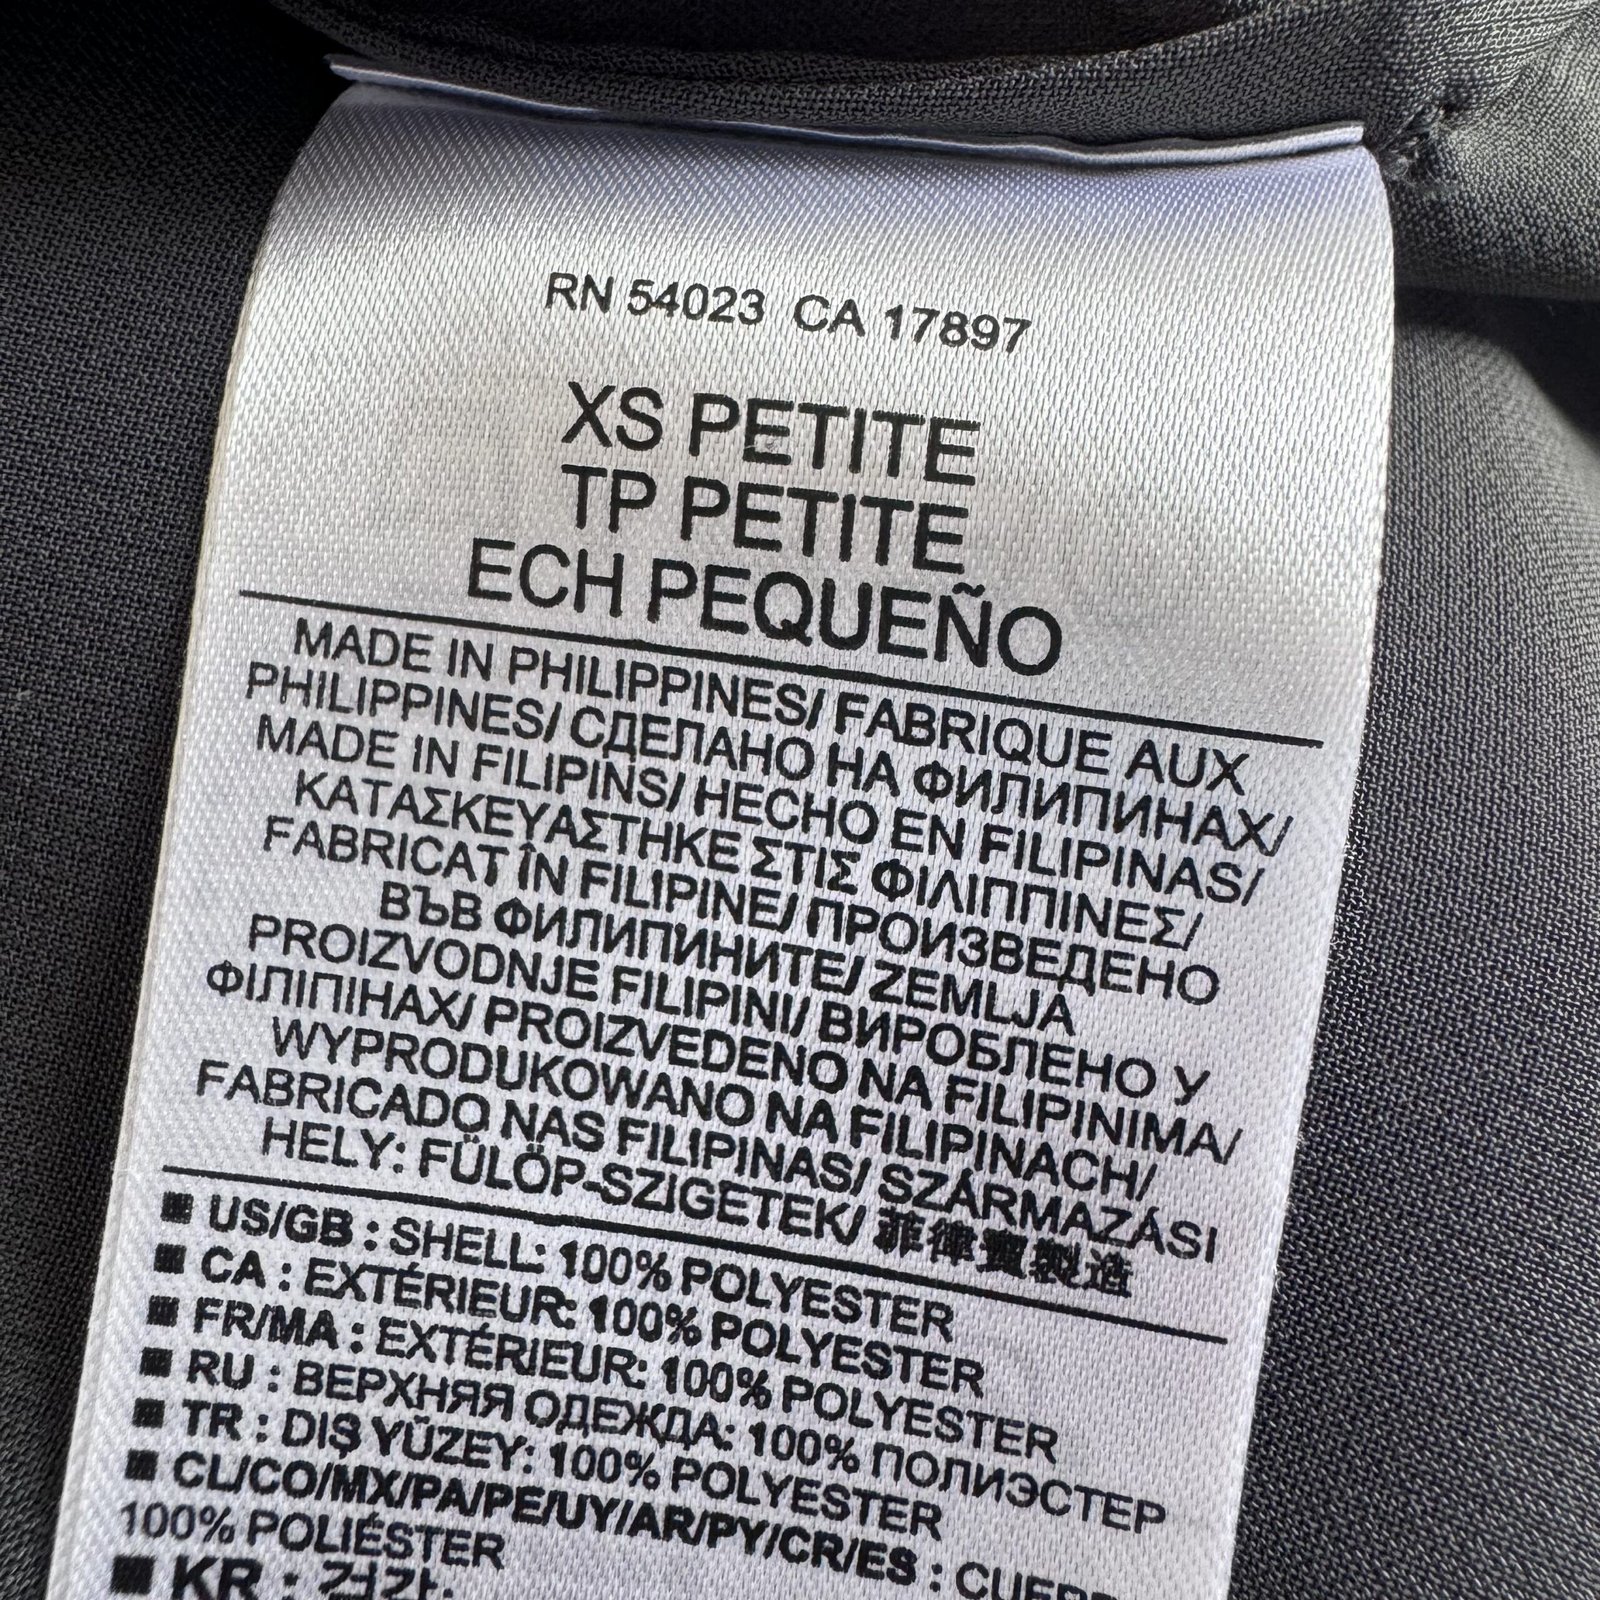 RN 54023 CA 17897
XS PETITE
TP PETITE
ECH PEQUEÑO
MADE IN PHILIPPINES/ FABRIQUE AUX
PHILIPPINES/ СДЕЛАНО НА ФИЛИПИНАХ/
MADE IN FILIPINS/ HECHO EN FILIPINAS/
ΚΑΤΑΣΚΕΥΑΣΤΗΚΕ ΣΤΙΣ ΦΙΛΙΠΠΙΝΕΣ/
FABRICAT ÎN FILIPINE/ ПРОИЗВЕДЕНО
ВЪВ ФИЛИПИНИТЕ/ ZEMLJA
PROIZVODNJE FILIPINI/ ВИРОБЛЕНО У
ФІЛІПІНАХ/ PROIZVEDENO NA FILIPINIMA/
WYPRODUKOWANO NA FILIPINACH/
FABRICADO NAS FILIPINAS/ SZÁRMAZÁSI
HELY: FÜLÖP-SZIGETEK/ 菲律賓製造
US/GB : SHELL: 100% POLYESTER
CA : EXTÉRIEUR: 100% POLYESTER
FR/MA : EXTÉRIEUR: 100% POLYESTER
RU : ВЕРХНЯЯ ОДЕЖДА: 100% ПОЛИЭСТЕР
TR : DIŞ YÜZEY: 100% POLYESTER
CL/CO/MX/PA/PE/UY/AR/PY/CR/ES :
100% POLIÉSTER
KR :